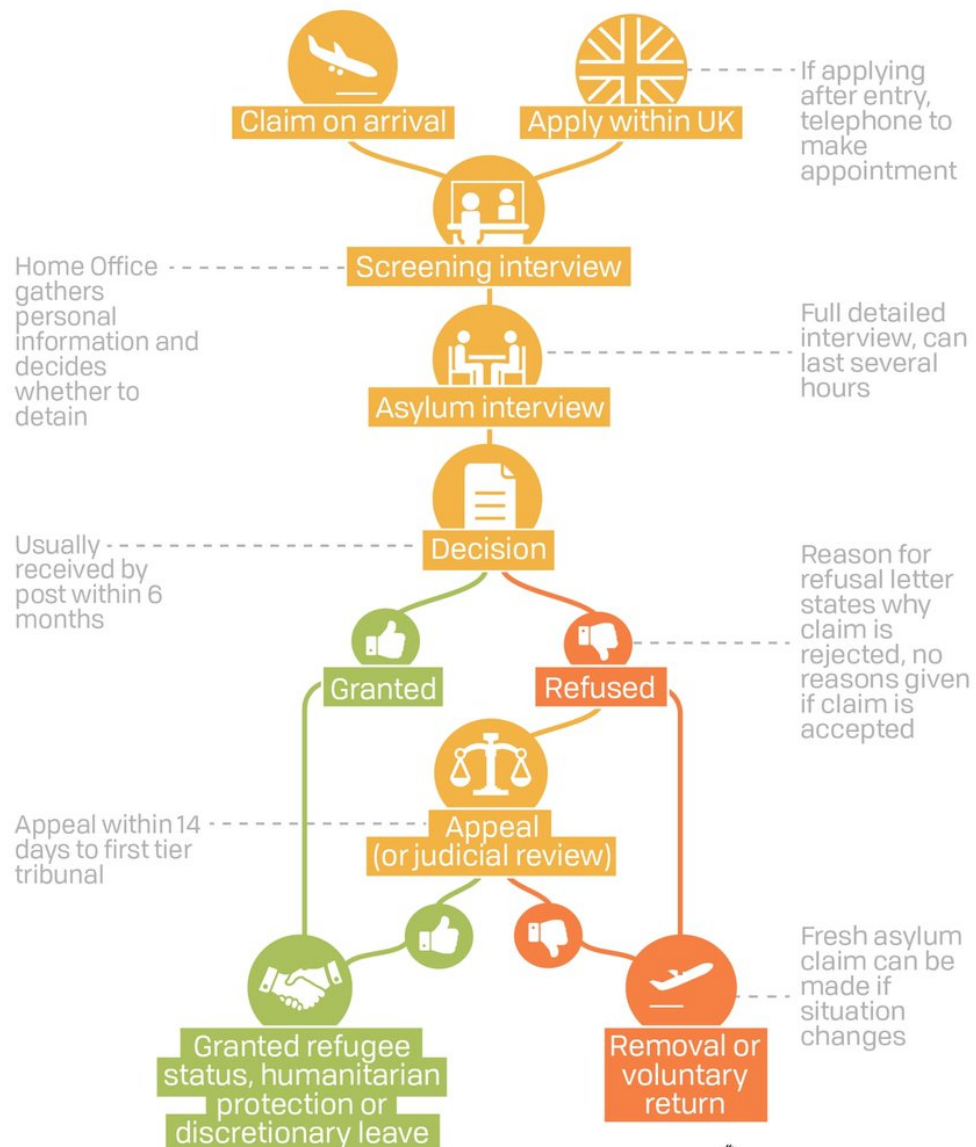 Claim on arrival
Apply within UK
If applying
after entry,
telephone to
make
appointment
Screening interview
Home Office
gathers
personal
information and
decides
whether to
detain
Full detailed
interview, can
last several
hours
Asylum interview
Decision
Usually
received by
post within 6
months
Reason for
refusal letter
states why
claim is
rejected, no
reasons given
if claim is
accepted
Granted
Refused
Appeal
(or judicial review)
Appeal within 14
days to first tier
tribunal
Fresh asylum
claim can be
made if
situation
changes
Granted refugee
status, humanitarian
protection or
discretionary leave
Removal or
voluntary
return